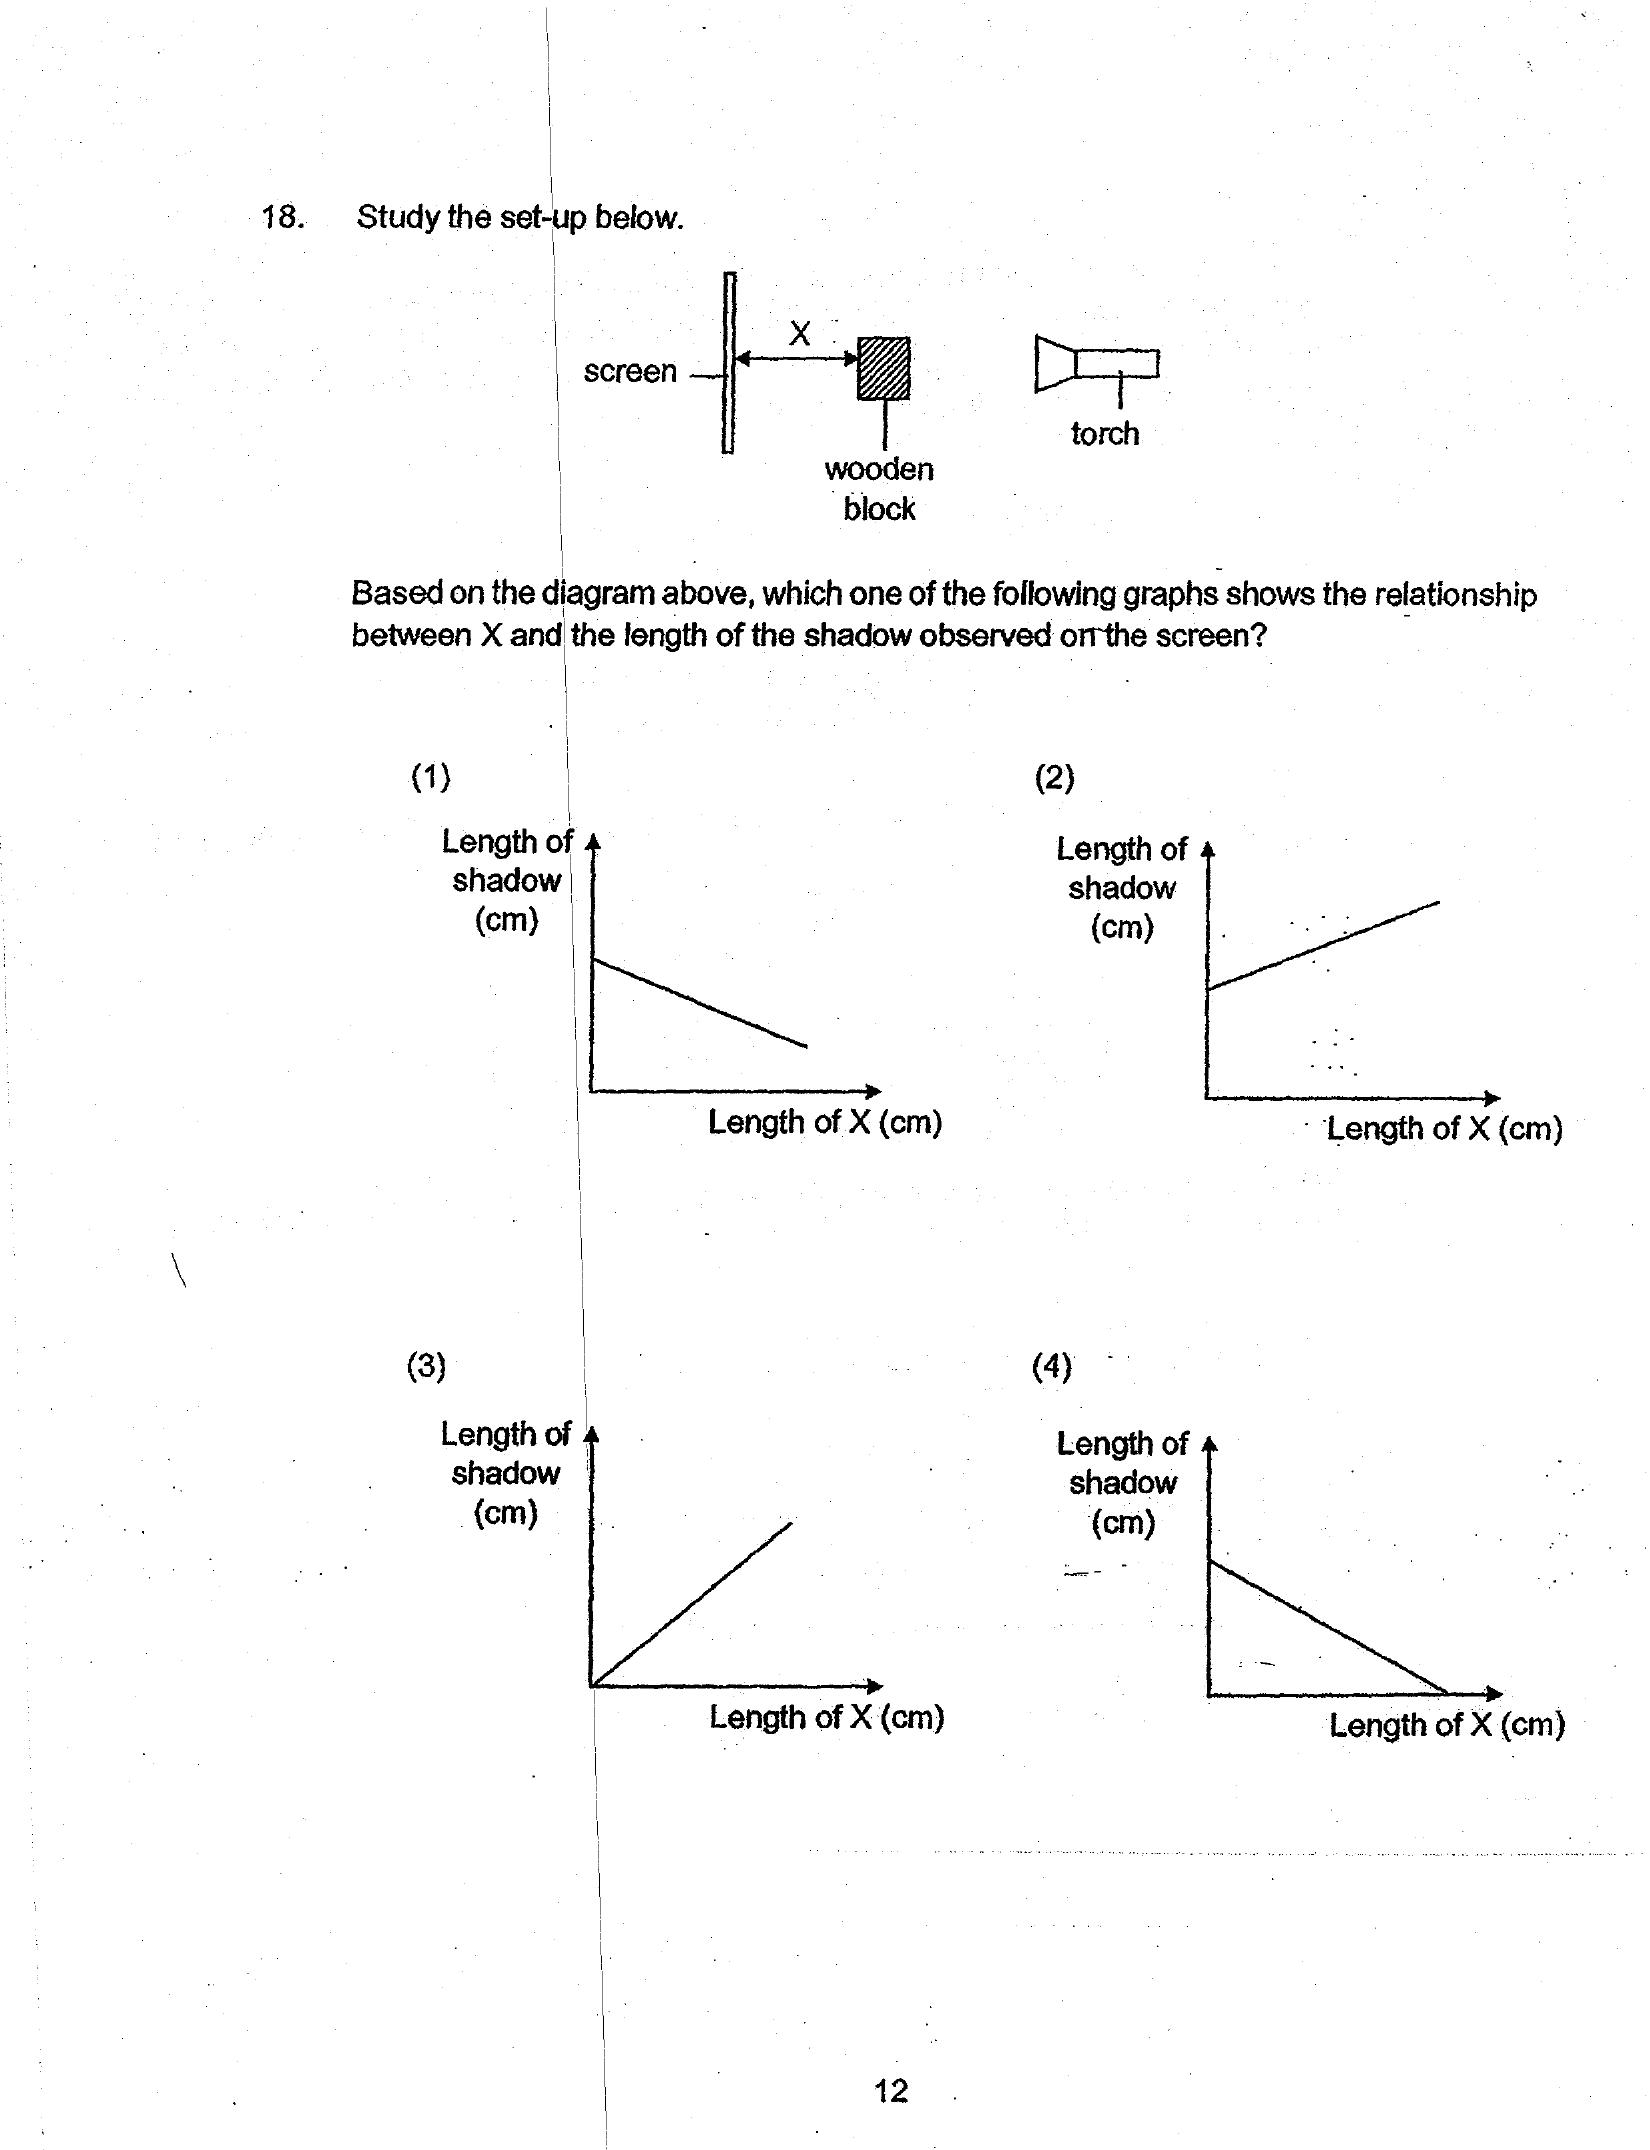 18. Study the set-up below.
X
screen
torch
wooden
block
Based on the diagram above, which one of the following graphs shows the relationship
between X and the length of the shadow observed on the screen?
(1)
Length of
shadow
(cm)
Length of X (cm)
(2)
Length of
shadow
(cm)
Length of X (cm)
(3)
Length of
shadow
(cm)
Length of X (cm)
(4)
Length of
shadow
(cm)
Length of X (cm)
12